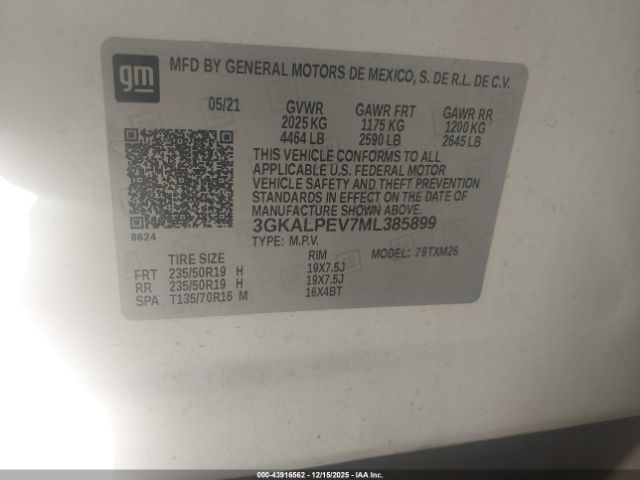 gm
MFD BY GENERAL MOTORS DE MEXICO, S. DE R.L. DE C.V.
05/21 GVWR GAWR FRT GAWR RR
2025 KG 1175 KG 1200 KG
4464 LB 2590 LB 2645 LB
THIS VEHICLE CONFORMS TO ALL
APPLICABLE U.S. FEDERAL MOTOR
VEHICLE SAFETY AND THEFT PREVENTION
STANDARDS IN EFFECT ON THE DATE OF
MANUFACTURE SHOWN ABOVE.
3GKALPEV7ML385899
8624
TYPE: M.P.V. MODEL: 79TXM26
TIRE SIZE RIM
FRT 235/50R19 H 19X7.5J
RR 235/50R19 H 19X7.5J
SPA T135/70R16 M 16X4BT
00-43916562 | 12/15/2025 | IAA Inc.